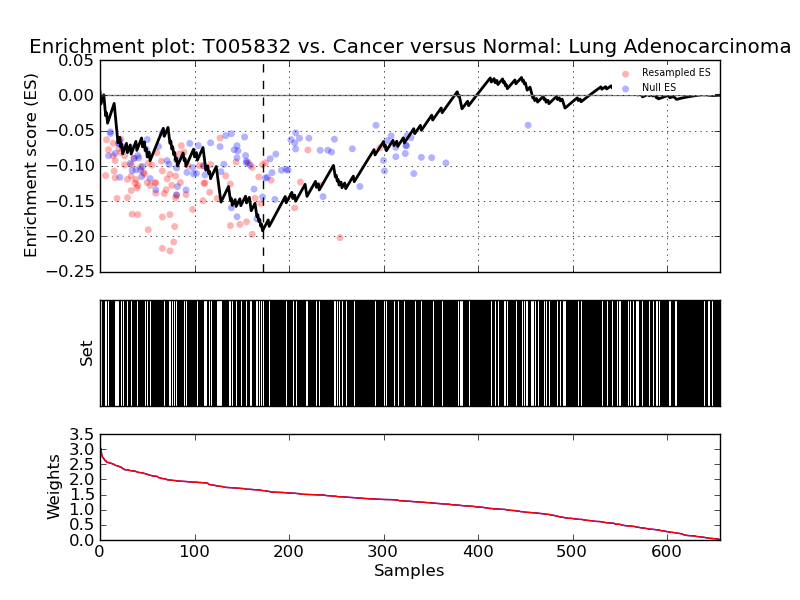 Enrichment plot: T005832 vs. Cancer versus Normal: Lung Adenocarcinoma
Enrichment score (ES)
0.05
0.00
−0.05
−0.10
−0.15
−0.20
−0.25
Resampled ES
Null ES
Set
Weights
3.5
3.0
2.5
2.0
1.5
1.0
0.5
0.0
0 100 200 300 400 500 600
Samples